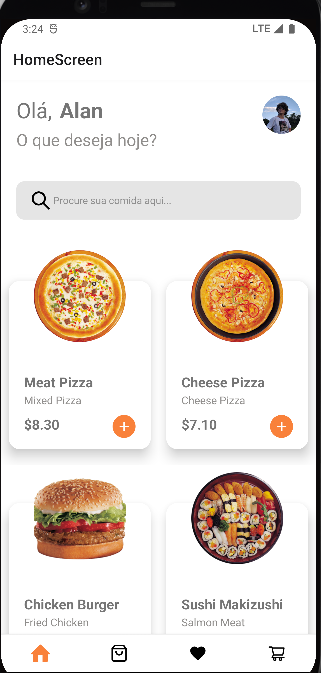 3:24
LTE
HomeScreen
Olá, Alan
O que deseja hoje?
Procure sua comida aqui...
Meat Pizza
Mixed Pizza
$8.30
Cheese Pizza
Cheese Pizza
$7.10
Chicken Burger
Fried Chicken
Sushi Makizushi
Salmon Meat